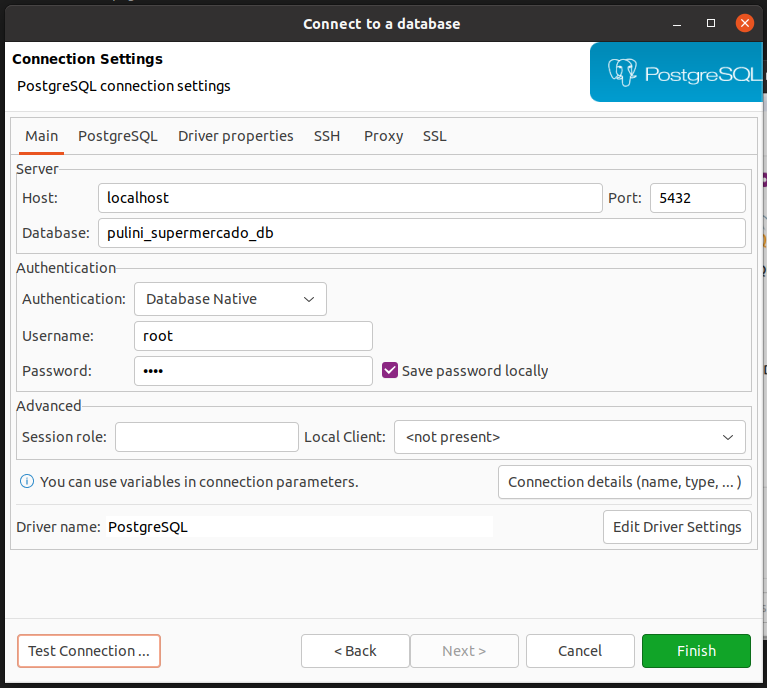 Connect to a database
Connection Settings
PostgreSQL connection settings
PostgreSQL
Main PostgreSQL Driver properties SSH Proxy SSL
Server
Host: localhost Port: 5432
Database: pulini_supermercado_db
Authentication
Authentication: Database Native
Username: root
Password: ••••  Save password locally
Advanced
Session role: Local Client: <not present>
You can use variables in connection parameters. Connection details (name, type, ... )
Driver name: PostgreSQL Edit Driver Settings
Test Connection ... < Back Next > Cancel Finish